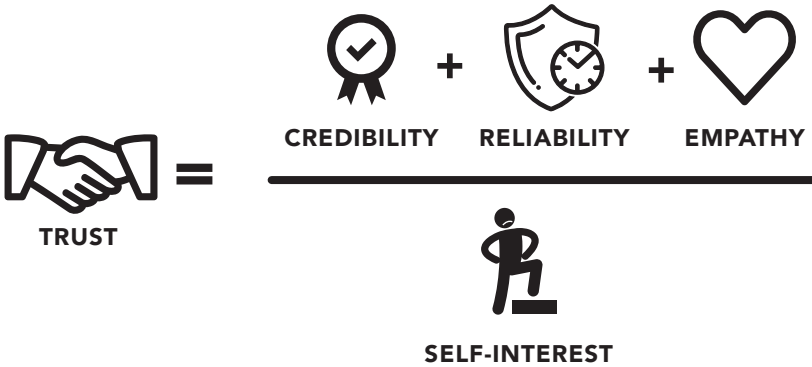 + +
CREDIBILITY RELIABILITY EMPATHY
=
TRUST
SELF-INTEREST